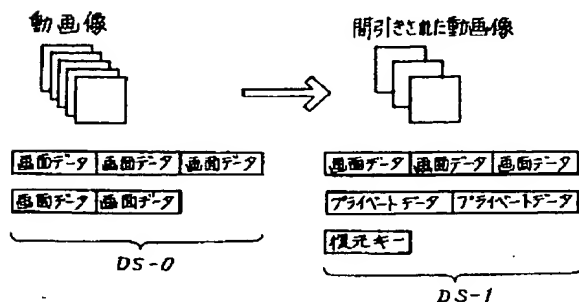 動画像
間引きされた動画像
画面データ 画面データ 画面データ
画面データ 画面データ
DS-0
画面データ 画面データ 画面データ
プライベートデータ プライベートデータ
復元キー
DS-1